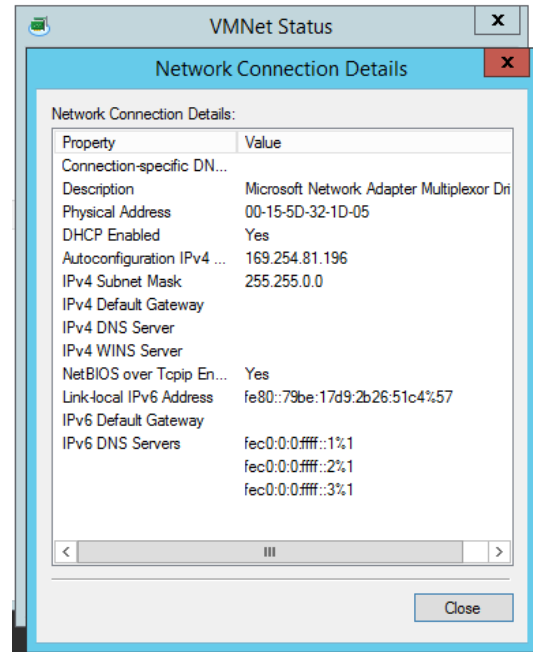 VMNet Status
x
Network Connection Details
x
Network Connection Details:
Property Value
Connection-specific DN...
Description Microsoft Network Adapter Multiplexor Dri
Physical Address 00-15-5D-32-1D-05
DHCP Enabled Yes
Autoconfiguration IPv4 ... 169.254.81.196
IPv4 Subnet Mask 255.255.0.0
IPv4 Default Gateway
IPv4 DNS Server
IPv4 WINS Server
NetBIOS over Tcpip En... Yes
Link-local IPv6 Address fe80::79be:17d9:2b26:51c4%57
IPv6 Default Gateway
IPv6 DNS Servers fec0:0:0:ffff::1%1
fec0:0:0:ffff::2%1
fec0:0:0:ffff::3%1
Close